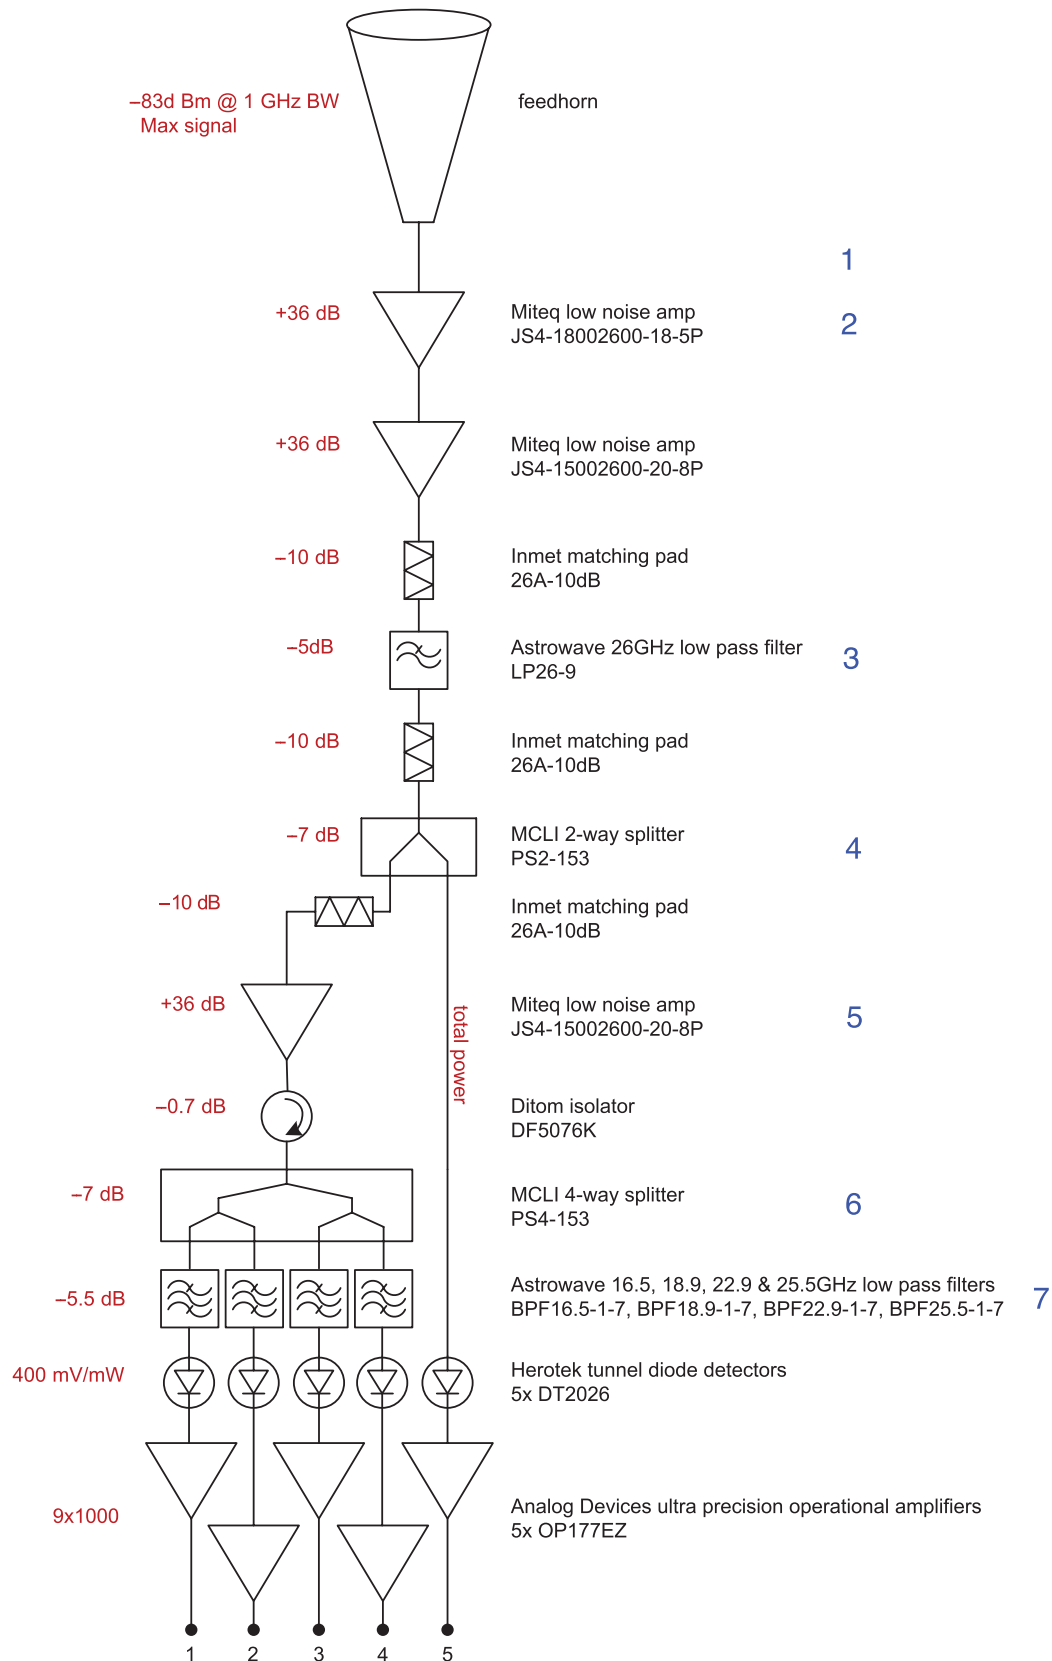 –83d Bm @ 1 GHz BW
Max signal
feedhorn
1
+36 dB
Miteq low noise amp
JS4-18002600-18-5P
2
+36 dB
Miteq low noise amp
JS4-15002600-20-8P
–10 dB
Inmet matching pad
26A-10dB
–5dB
Astrowave 26GHz low pass filter
LP26-9
3
–10 dB
Inmet matching pad
26A-10dB
–7 dB
MCLI 2-way splitter
PS2-153
4
–10 dB
Inmet matching pad
26A-10dB
+36 dB
total power
Miteq low noise amp
JS4-15002600-20-8P
5
–0.7 dB
Ditom isolator
DF5076K
–7 dB
MCLI 4-way splitter
PS4-153
6
–5.5 dB
Astrowave 16.5, 18.9, 22.9 & 25.5GHz low pass filters
BPF16.5-1-7, BPF18.9-1-7, BPF22.9-1-7, BPF25.5-1-7
7
400 mV/mW
Herotek tunnel diode detectors
5x DT2026
9x1000
Analog Devices ultra precision operational amplifiers
5x OP177EZ
1 2 3 4 5